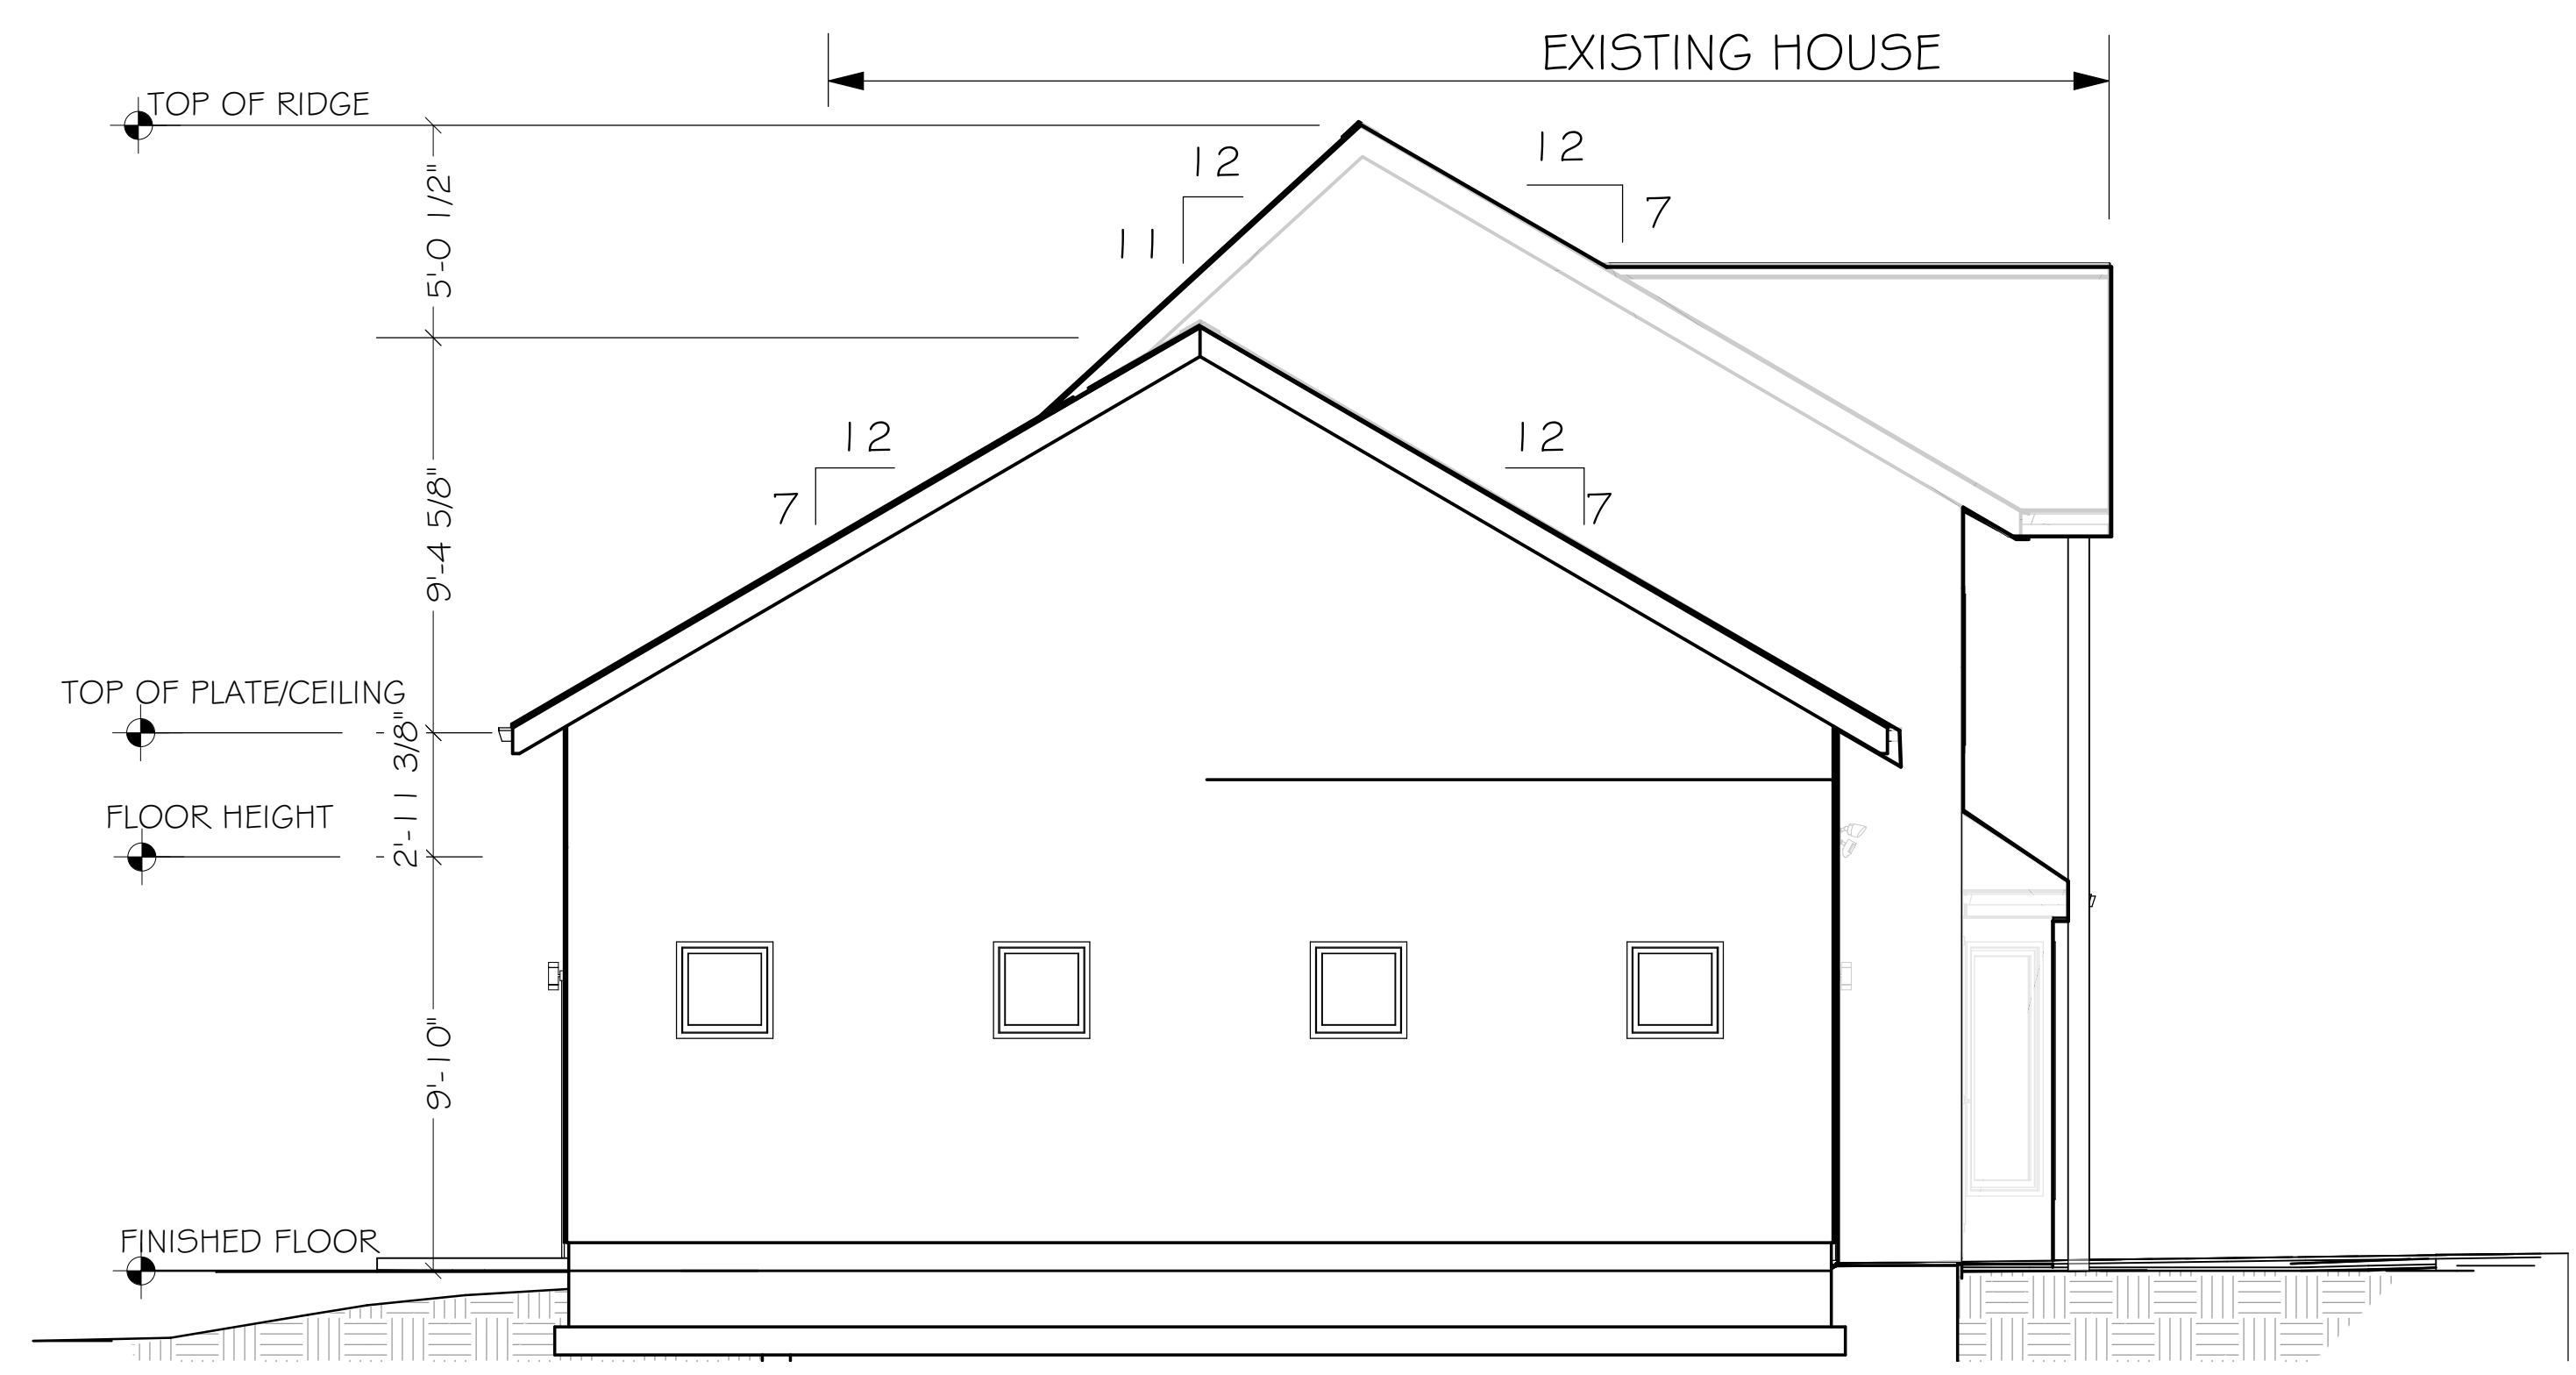 EXISTING HOUSE
TOP OF RIDGE
12
12
5'-0 1/2"
7
11
12
12
9'-4 5/8"
7
7
TOP OF PLATE/CEILING
2'-11 3/8"
FLOOR HEIGHT
9'-10"
FINISHED FLOOR